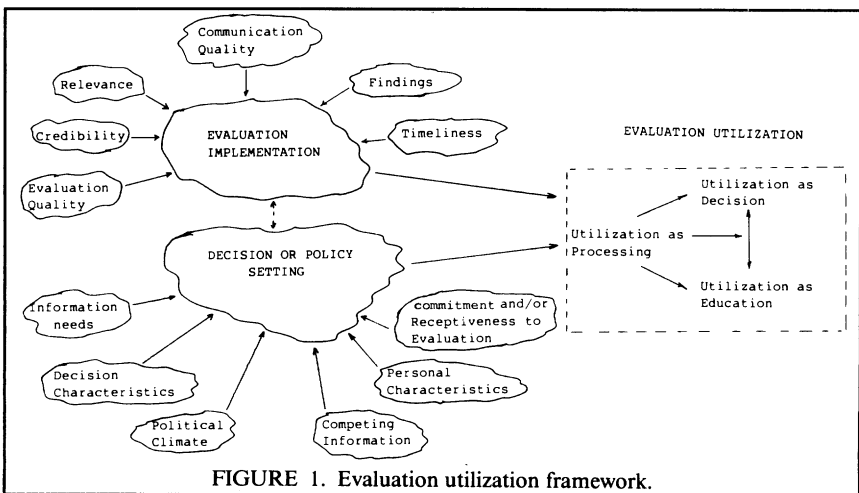 Communication
Quality
Relevance
Findings
Credibility
EVALUATION
IMPLEMENTATION
Timeliness
Evaluation
Quality
EVALUATION UTILIZATION
Utilization as
Decision
Utilization as
Processing
Utilization as
Education
DECISION OR POLICY
SETTING
Information
needs
commitment and/or
Receptiveness to
Evaluation
Decision
Characteristics
Personal
Characteristics
Political
Climate
Competing
Information
FIGURE 1. Evaluation utilization framework.